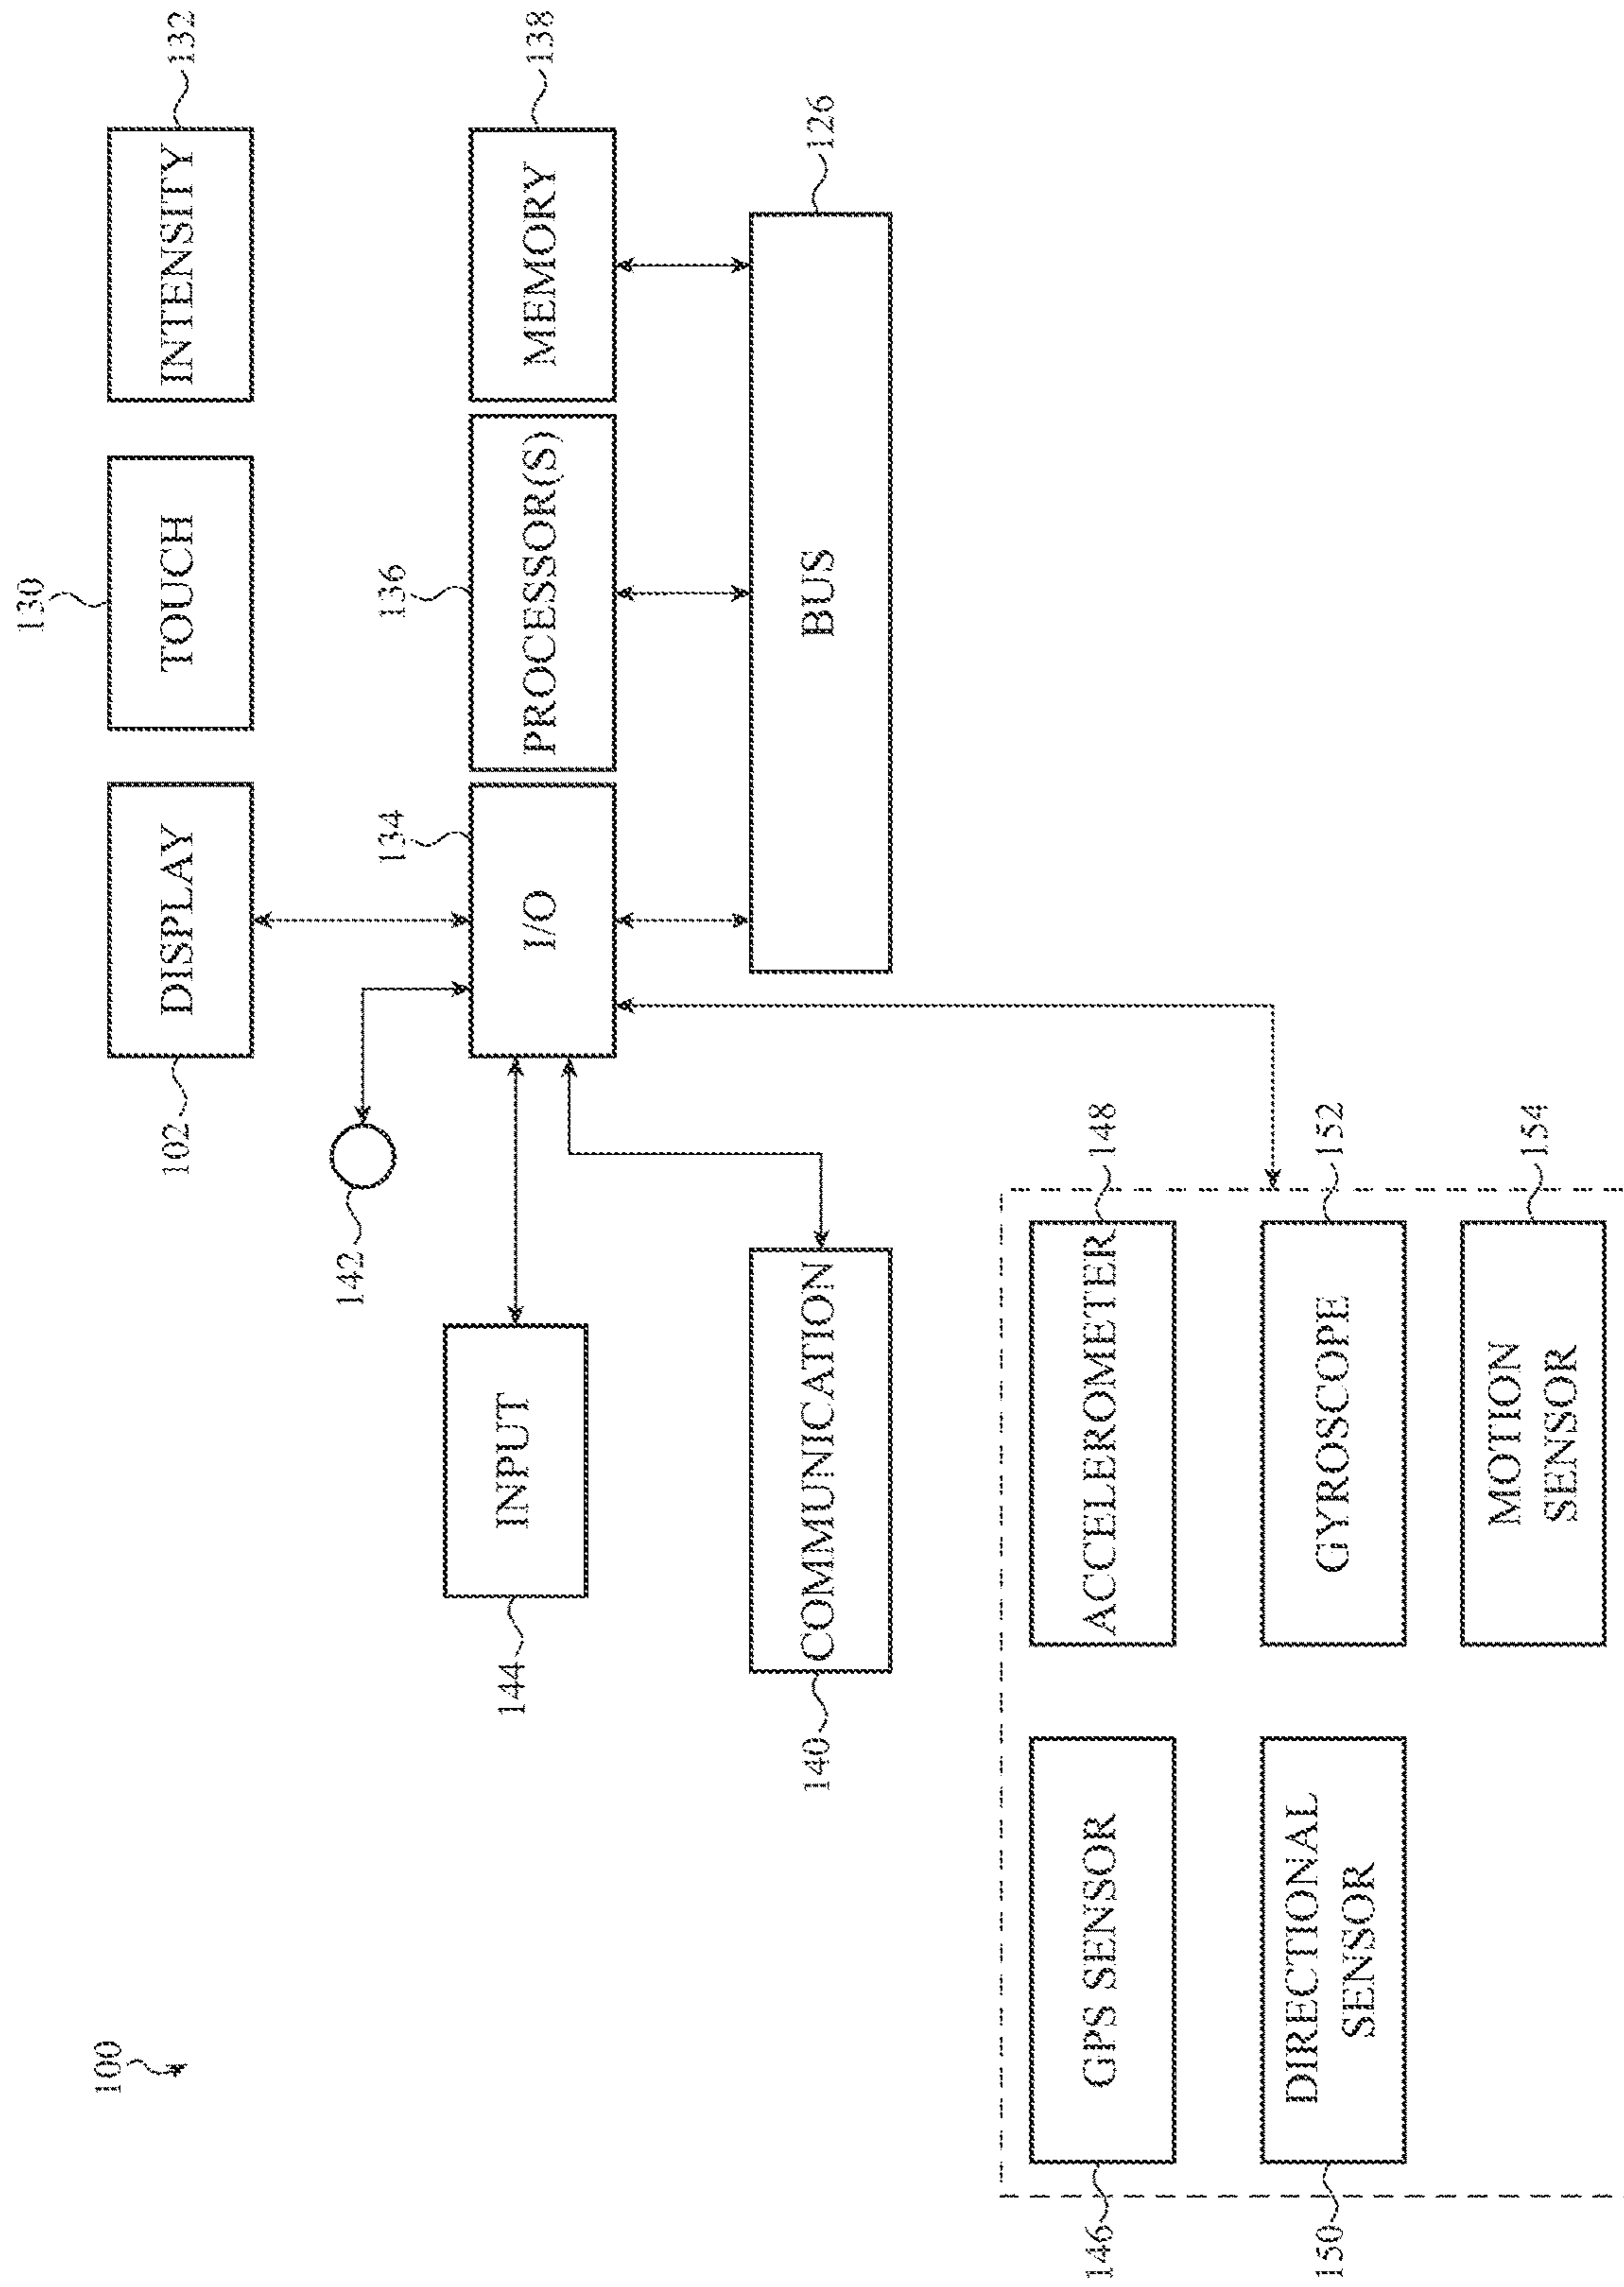 100
102
DISPLAY
130
TOUCH
INTENSITY
132
142
144
INPUT
134
I/O
136
PROCESSOR(S)
MEMORY
138
140
COMMUNICATION
BUS
126
146
GPS SENSOR
ACCELEROMETER
148
150
DIRECTIONAL
SENSOR
GYROSCOPE
152
MOTION
SENSOR
154